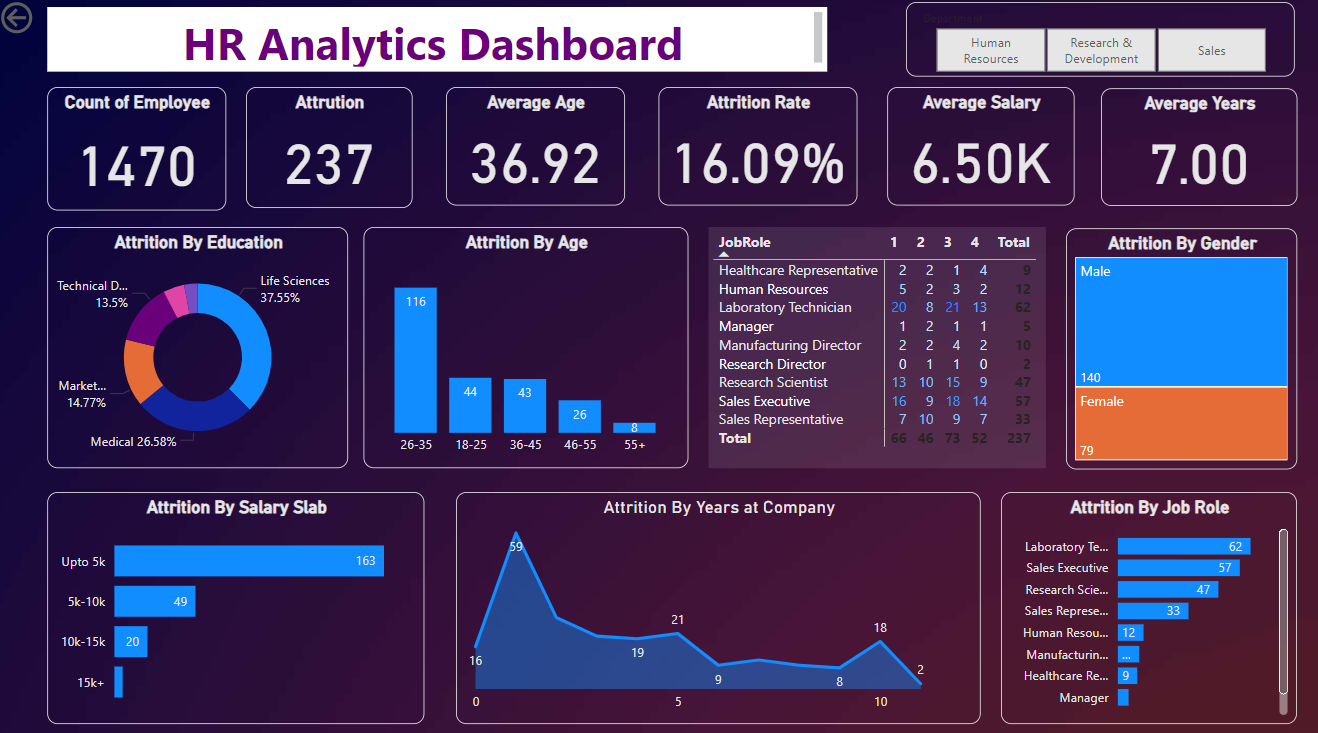 HR Analytics Dashboard
Department
Human
Resources
Research &
Development
Sales
Count of Employee
1470
Attrution
237
Average Age
36.92
Attrition Rate
16.09%
Average Salary
6.50K
Average Years
7.00
Attrition By Education
Technical D...
13.5%
Life Sciences
37.55%
Market...
14.77%
Medical 26.58%
Attrition By Age
116
44
43
26
8
26-35 18-25 36-45 46-55 55+
JobRole 1 2 3 4 Total
Healthcare Representative 2 2 1 4 9
Human Resources 5 2 3 2 12
Laboratory Technician 20 8 21 13 62
Manager 1 2 1 1 5
Manufacturing Director 2 2 4 2 10
Research Director 0 1 1 0 2
Research Scientist 13 10 15 9 47
Sales Executive 16 9 18 14 57
Sales Representative 7 10 9 7 33
Total 66 46 73 52 237
Attrition By Gender
Male
140
Female
79
Attrition By Salary Slab
Upto 5k 163
5k-10k 49
10k-15k 20
15k+
Attrition By Years at Company
59
16
19
21
9
8
18
2
0 5 10
Attrition By Job Role
Laboratory Te... 62
Sales Executive 57
Research Scie... 47
Sales Represe... 33
Human Resou... 12
Manufacturin... ...
Healthcare Re... 9
Manager